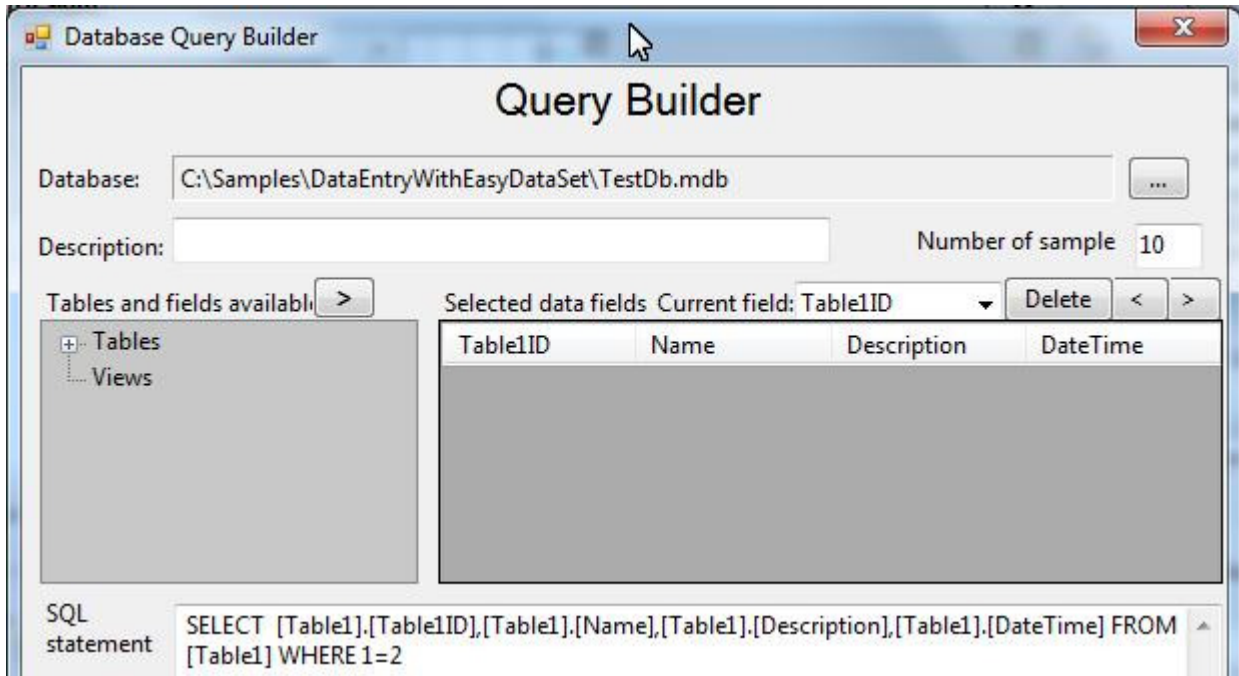 Database Query Builder
Query Builder
Database: C:\Samples\DataEntryWithEasyDataSet\TestDb.mdb ...
Description: Number of sample 10
Tables and fields availabl > Selected data fields Current field: Table1ID Delete < >
Tables Table1ID Name Description DateTime
Views
SQL
statement
SELECT [Table1].[Table1ID],[Table1].[Name],[Table1].[Description],[Table1].[DateTime] FROM
[Table1] WHERE 1=2